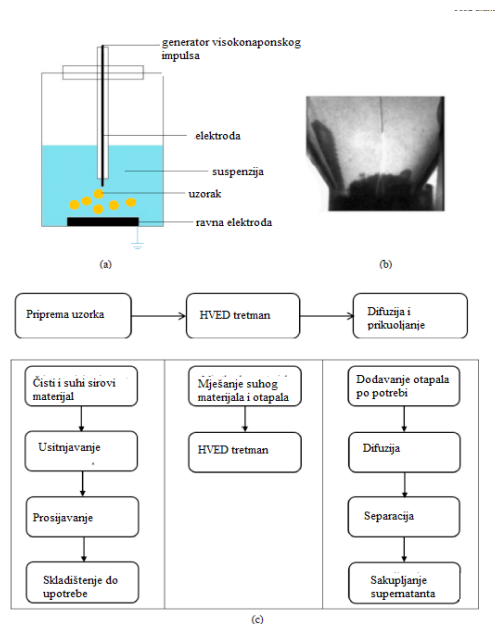 generator visokonaponskog
impulsa
elektroda
suspenzija
uzorak
ravna elektroda
(a)
(b)
Priprema uzorka
HVED tretman
Difuzija i
prikuoljanje
Čisti i suhi sirovi
materijal
Usitnjavanje
Prosijavanje
Skladištenje do
upotrebe
Mješanje suhog
materijala i otapala
HVED tretman
Dodavanje otapala
po potrebi
Difuzija
Separacija
Sakupljanje
supernatanta
(c)